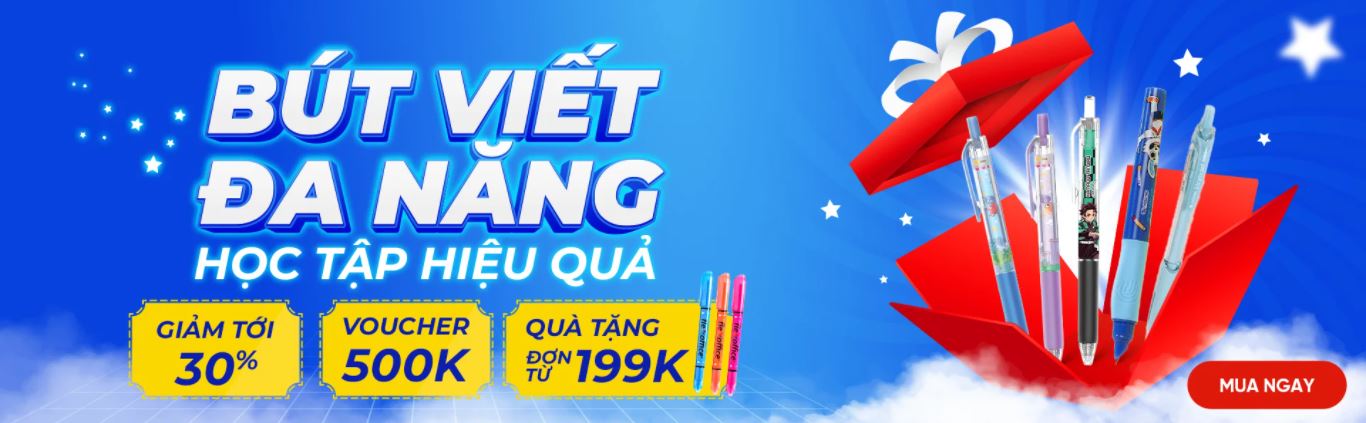 BÚT VIẾT
ĐA NĂNG
HỌC TẬP HIỆU QUẢ
GIẢM TỚI
30%
VOUCHER
500K
QUÀ TẶNG
ĐƠN TỪ 199K
MUA NGAY